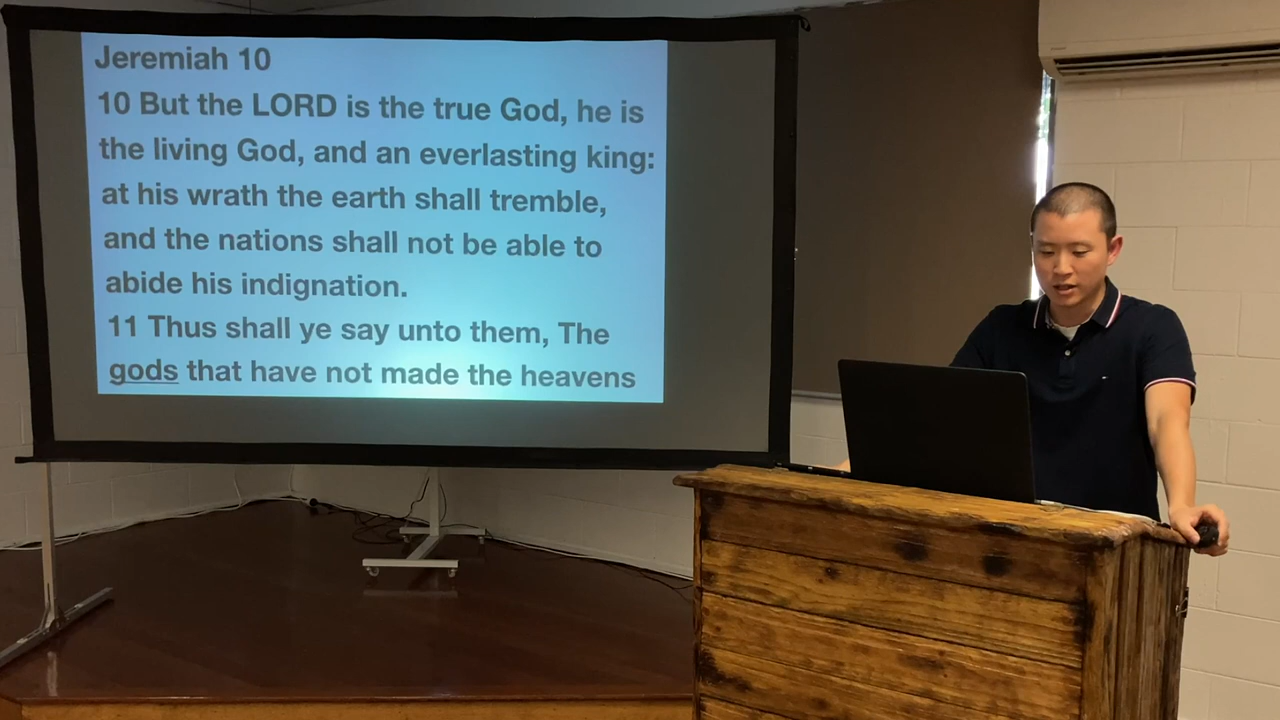 Jeremiah 10
10 But the LORD is the true God, he is
the living God, and an everlasting king:
at his wrath the earth shall tremble,
and the nations shall not be able to
abide his indignation.
11 Thus shall ye say unto them, The
gods that have not made the heavens